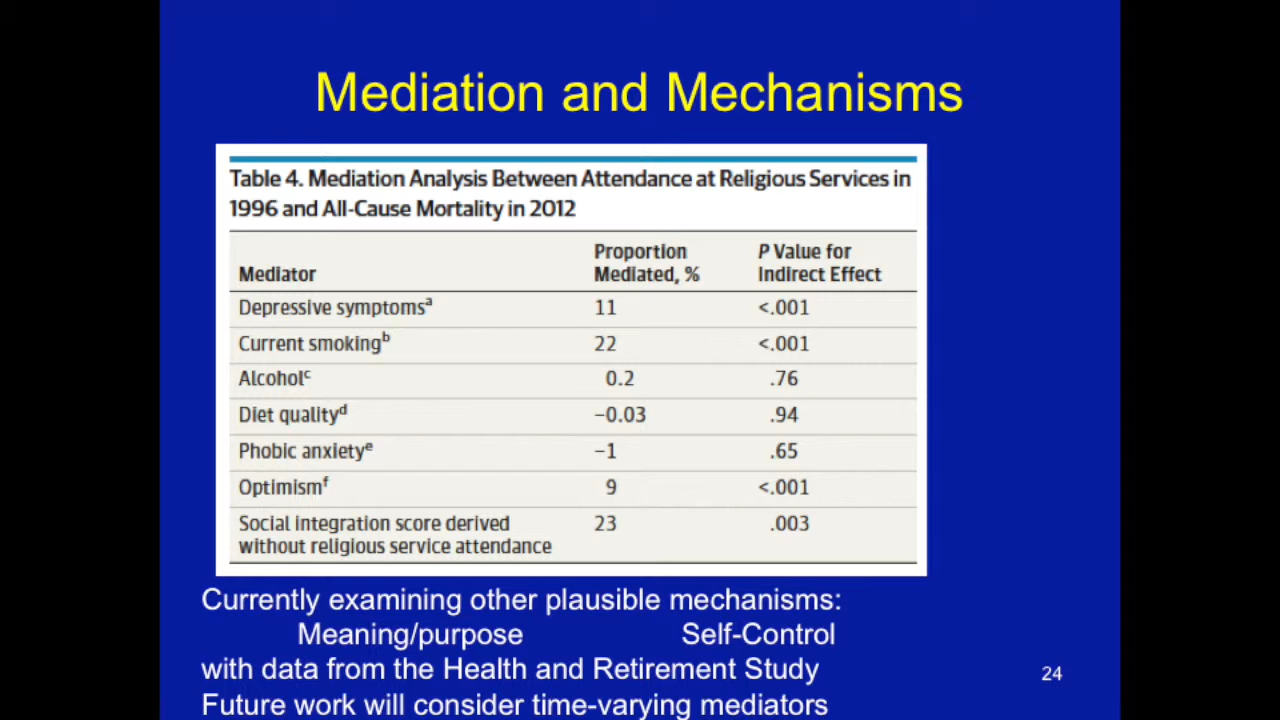 Mediation and Mechanisms
Table 4. Mediation Analysis Between Attendance at Religious Services in
1996 and All-Cause Mortality in 2012
Mediator Proportion Mediated, % P Value for Indirect Effect
Depressive symptomsᵃ 11 <.001
Current smokingᵇ 22 <.001
Alcoholᶜ 0.2 .76
Diet qualityᵈ −0.03 .94
Phobic anxietyᵉ −1 .65
Optimismᶠ 9 <.001
Social integration score derived 23 .003
without religious service attendance
Currently examining other plausible mechanisms:
Meaning/purpose Self-Control
with data from the Health and Retirement Study
24
Future work will consider time-varying mediators